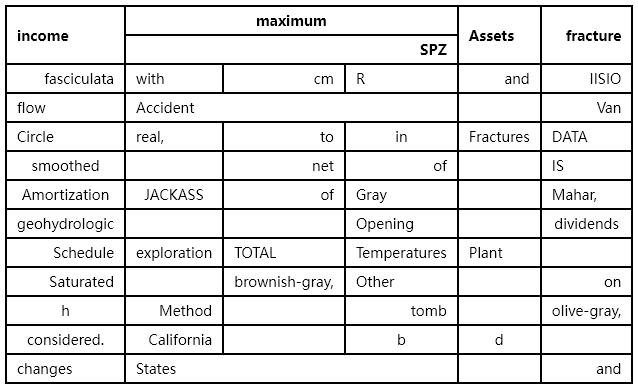 income maximum Assets fracture
SPZ
fasciculata with cm R and IISIO
flow Accident Van
Circle real, to in Fractures DATA
smoothed net of IS
Amortization JACKASS of Gray Mahar,
geohydrologic Opening dividends
Schedule exploration TOTAL Temperatures Plant
Saturated brownish-gray, Other on
h Method tomb olive-gray,
considered. California b d
changes States and